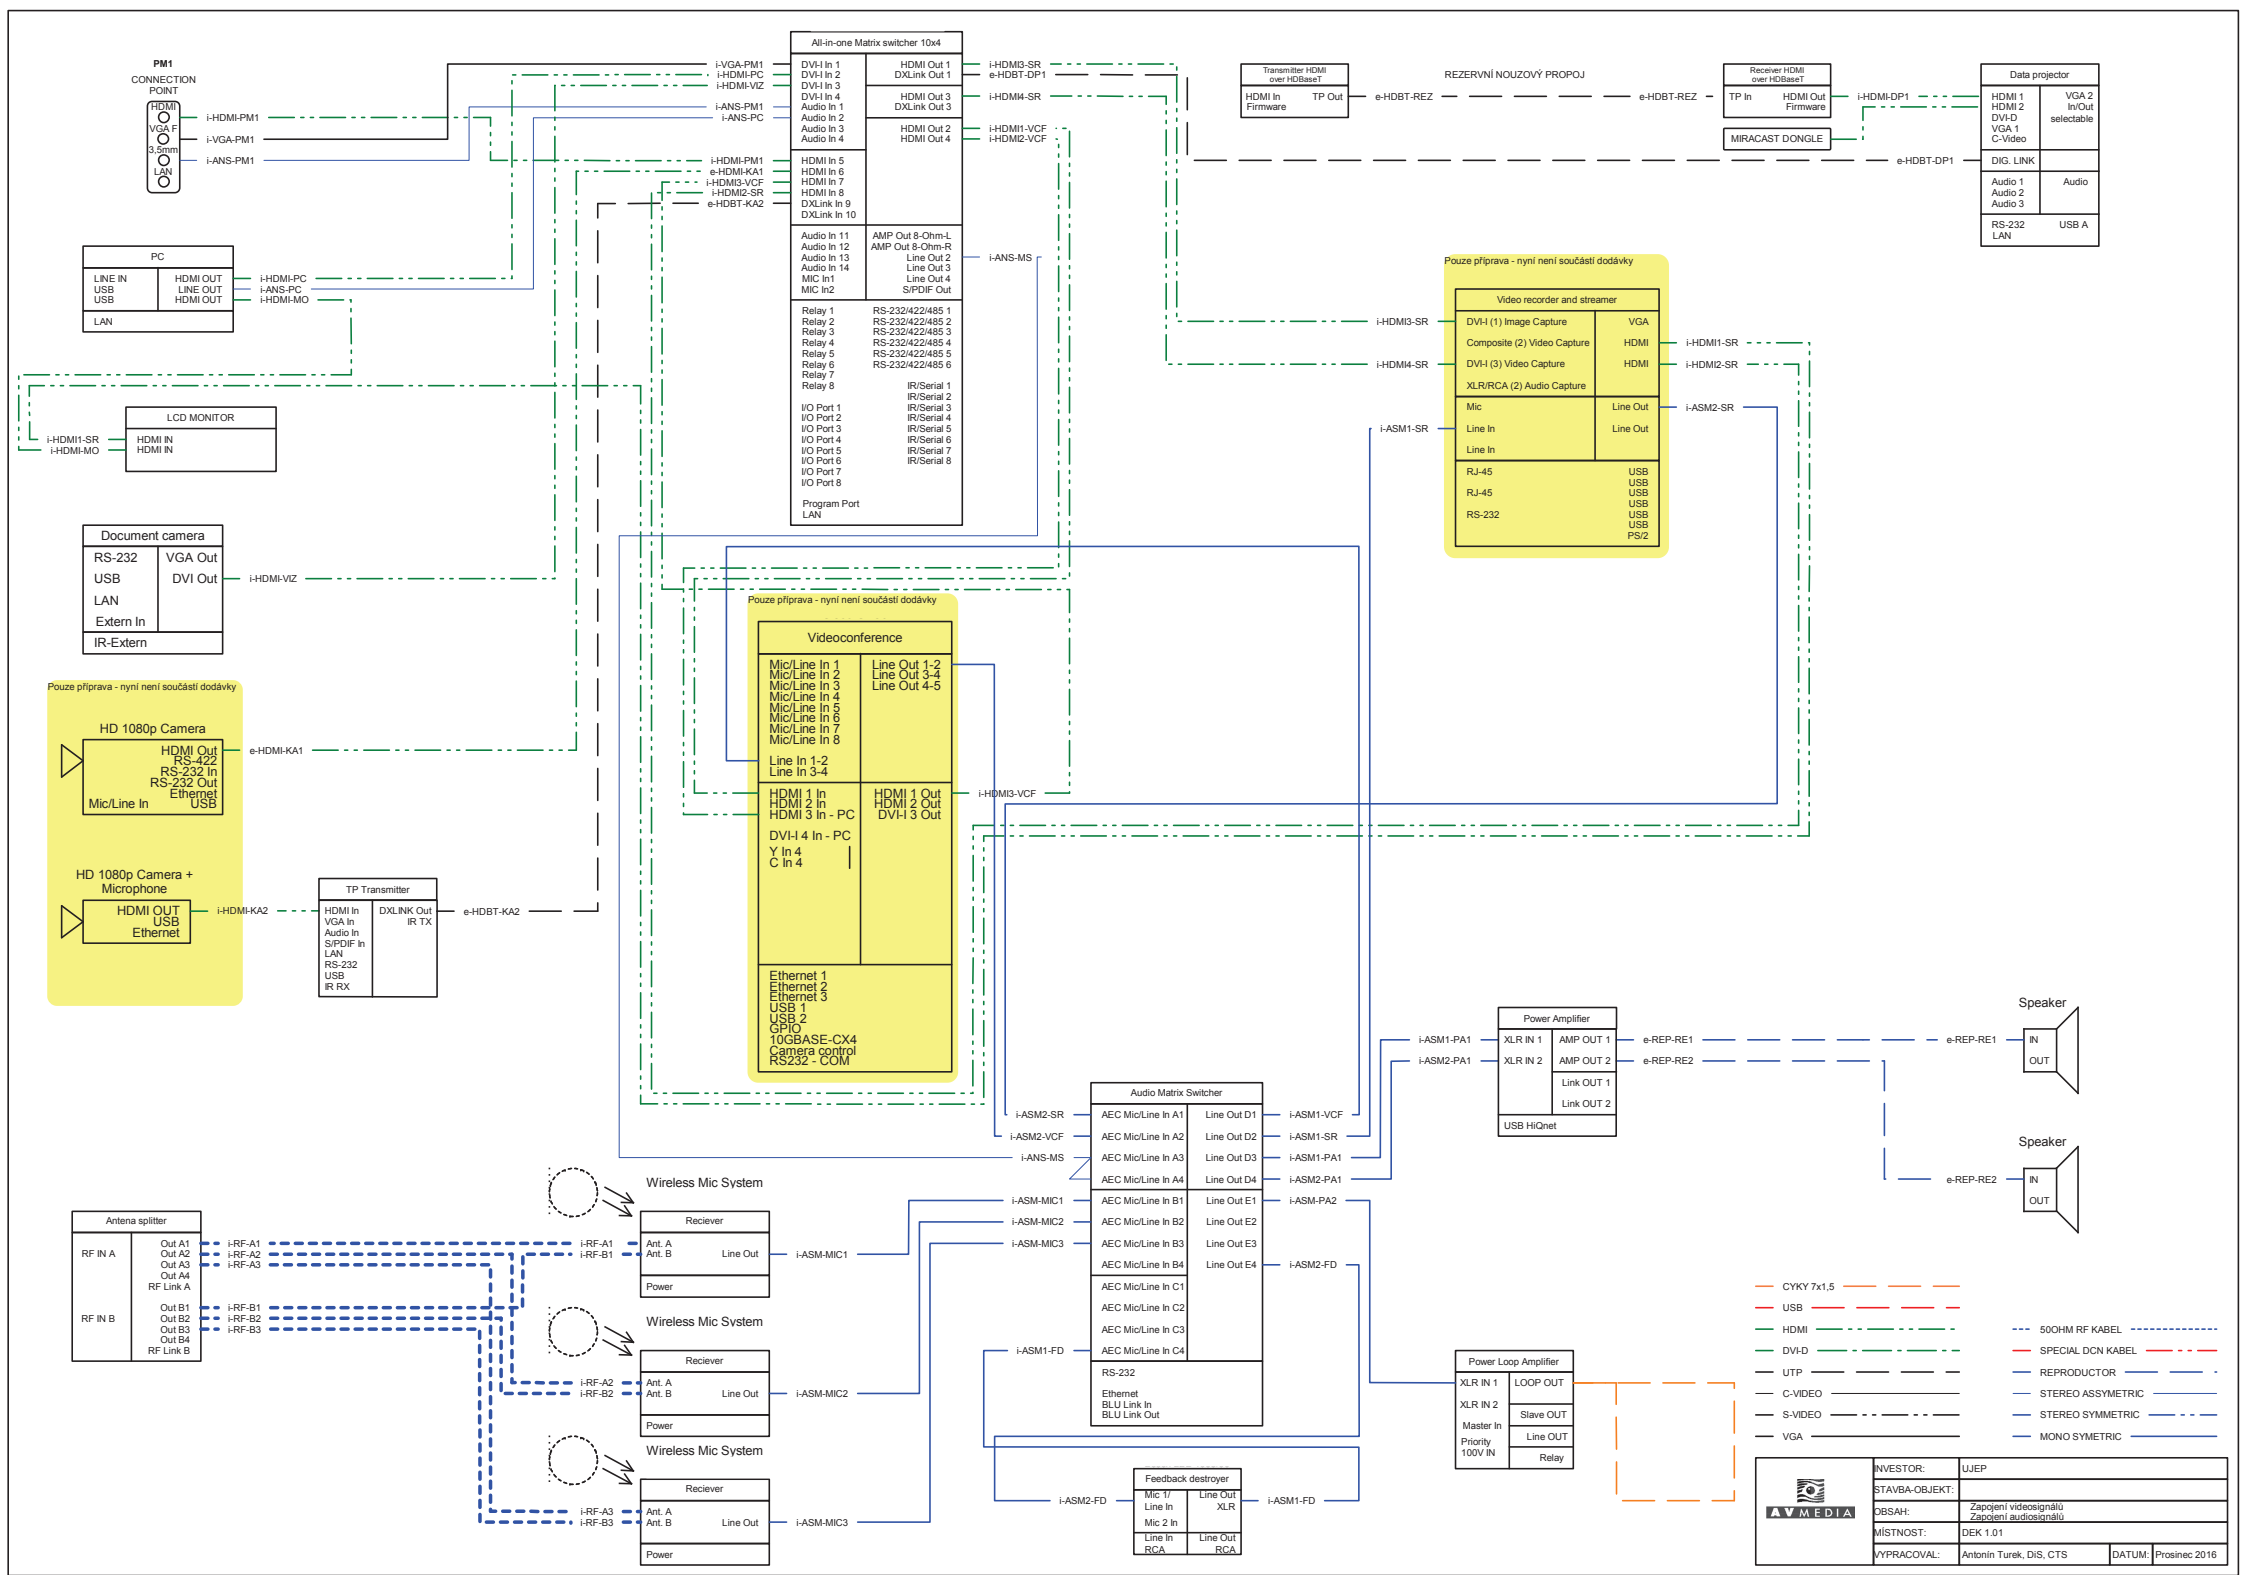 PM1
CONNECTION
POINT
HDMI
VGA F
3,5mm
LAN
i-HDMI-PM1
i-VGA-PM1
i-ANS-PM1
PC
LINE IN
USB
USB
HDMI OUT
LINE OUT
HDMI OUT
LAN
i-HDMI-PC
i-ANS-PC
i-HDMI-MO
LCD MONITOR
HDMI IN
HDMI IN
i-HDMI1-SR
i-HDMI-MO
Document camera
RS-232
USB
LAN
Extern In
VGA Out
DVI Out
IR-Extern
i-HDMI-VIZ
Pouze příprava - nyní není součástí dodávky
HD 1080p Camera
HDMI Out
RS-422
RS-232 In
RS-232 Out
Ethernet
Mic/Line In USB
e-HDMI-KA1
HD 1080p Camera +
Microphone
HDMI OUT
USB
Ethernet
i-HDMI-KA2
TP Transmitter
HDMI In
VGA In
Audio In
S/PDIF In
LAN
RS-232
USB
IR RX
DXLINK Out
IR TX
e-HDBT-KA2
All-in-one Matrix switcher 10x4
i-VGA-PM1
i-HDMI-PC
i-HDMI-VIZ
i-ANS-PM1
i-ANS-PC
i-HDMI-PM1
e-HDMI-KA1
i-HDMI3-VCF
i-HDMI2-SR
e-HDBT-KA2
DVI-I In 1
DVI-I In 2
DVI-I In 3
DVI-I In 4
Audio In 1
Audio In 2
Audio In 3
Audio In 4
HDMI In 5
HDMI In 6
HDMI In 7
HDMI In 8
DXLink In 9
DXLink In 10
HDMI Out 1
DXLink Out 1
HDMI Out 3
DXLink Out 3
HDMI Out 2
HDMI Out 4
i-HDMI3-SR
e-HDBT-DP1
i-HDMI4-SR
i-HDMI1-VCF
i-HDMI2-VCF
Audio In 11
Audio In 12
Audio In 13
Audio In 14
MIC In1
MIC In2
AMP Out 8-Ohm-L
AMP Out 8-Ohm-R
Line Out 2
Line Out 3
Line Out 4
S/PDIF Out
i-ANS-MS
Relay 1
Relay 2
Relay 3
Relay 4
Relay 5
Relay 6
Relay 7
Relay 8
I/O Port 1
I/O Port 2
I/O Port 3
I/O Port 4
I/O Port 5
I/O Port 6
I/O Port 7
I/O Port 8
Program Port
LAN
RS-232/422/485 1
RS-232/422/485 2
RS-232/422/485 3
RS-232/422/485 4
RS-232/422/485 5
RS-232/422/485 6
IR/Serial 1
IR/Serial 2
IR/Serial 3
IR/Serial 4
IR/Serial 5
IR/Serial 6
IR/Serial 7
IR/Serial 8
Transmitter HDMI
over HDBaseT
HDMI In
Firmware
TP Out
REZERVNÍ NOUZOVÝ PROPOJ
e-HDBT-REZ
e-HDBT-REZ
Receiver HDMI
over HDBaseT
TP In
HDMI Out
Firmware
i-HDMI-DP1
MIRACAST DONGLE
e-HDBT-DP1
Data projector
HDMI 1
HDMI 2
DVI-D
VGA 1
C-Video
VGA 2
In/Out
selectable
DIG. LINK
Audio 1
Audio 2
Audio 3
Audio
RS-232
LAN
USB A
Pouze příprava - nyní není součástí dodávky
Video recorder and streamer
i-HDMI3-SR
i-HDMI4-SR
i-ASM1-SR
DVI-I (1) Image Capture
Composite (2) Video Capture
DVI-I (3) Video Capture
XLR/RCA (2) Audio Capture
VGA
HDMI
HDMI
i-HDMI1-SR
i-HDMI2-SR
Mic
Line In
Line In
Line Out
Line Out
i-ASM2-SR
RJ-45
RJ-45
RS-232
USB
USB
USB
USB
USB
USB
PS/2
Pouze příprava - nyní není součástí dodávky
Videoconference
Mic/Line In 1
Mic/Line In 2
Mic/Line In 3
Mic/Line In 4
Mic/Line In 5
Mic/Line In 6
Mic/Line In 7
Mic/Line In 8
Line In 1-2
Line In 3-4
Line Out 1-2
Line Out 3-4
Line Out 4-5
HDMI 1 In
HDMI 2 In
HDMI 3 In - PC
DVI-I 4 In - PC
Y In 4
C In 4
HDMI 1 Out
HDMI 2 Out
DVI-I 3 Out
i-HDMI3-VCF
Ethernet 1
Ethernet 2
Ethernet 3
USB 1
USB 2
GPIO
10GBASE-CX4
Camera control
RS232 - COM
Audio Matrix Switcher
i-ASM2-SR
i-ASM2-VCF
i-ANS-MS
i-ASM-MIC1
i-ASM-MIC2
i-ASM-MIC3
i-ASM1-FD
AEC Mic/Line In A1
AEC Mic/Line In A2
AEC Mic/Line In A3
AEC Mic/Line In A4
AEC Mic/Line In B1
AEC Mic/Line In B2
AEC Mic/Line In B3
AEC Mic/Line In B4
AEC Mic/Line In C1
AEC Mic/Line In C2
AEC Mic/Line In C3
AEC Mic/Line In C4
Line Out D1
Line Out D2
Line Out D3
Line Out D4
Line Out E1
Line Out E2
Line Out E3
Line Out E4
i-ASM1-VCF
i-ASM1-SR
i-ASM1-PA1
i-ASM2-PA1
i-ASM-PA2
i-ASM2-FD
RS-232
Ethernet
BLU Link In
BLU Link Out
Power Amplifier
i-ASM1-PA1
i-ASM2-PA1
XLR IN 1
XLR IN 2
AMP OUT 1
AMP OUT 2
Link OUT 1
Link OUT 2
USB HiQnet
e-REP-RE1
e-REP-RE2
e-REP-RE1
e-REP-RE2
Speaker
IN
OUT
Speaker
IN
OUT
Antena splitter
RF IN A
RF IN B
Out A1
Out A2
Out A3
Out A4
RF Link A
Out B1
Out B2
Out B3
Out B4
RF Link B
i-RF-A1
i-RF-A2
i-RF-A3
i-RF-B1
i-RF-B2
i-RF-B3
Wireless Mic System
Reciever
i-RF-A1
i-RF-B1
Ant. A
Ant. B
Line Out
Power
i-ASM-MIC1
Wireless Mic System
Reciever
i-RF-A2
i-RF-B2
Ant. A
Ant. B
Line Out
Power
i-ASM-MIC2
Wireless Mic System
Reciever
i-RF-A3
i-RF-B3
Ant. A
Ant. B
Line Out
Power
i-ASM-MIC3
Feedback destroyer
i-ASM2-FD
Mic 1/
Line In
Mic 2 In
Line Out
XLR
Line In
RCA
Line Out
RCA
i-ASM1-FD
Power Loop Amplifier
XLR IN 1
XLR IN 2
Master In
Priority
100V IN
LOOP OUT
Slave OUT
Line OUT
Relay
CYKY 7x1,5
USB
HDMI
DVI-D
UTP
C-VIDEO
S-VIDEO
VGA
50OHM RF KABEL
SPECIAL DCN KABEL
REPRODUCTOR
STEREO ASSYMETRIC
STEREO SYMMETRIC
MONO SYMETRIC
AVMEDIA
INVESTOR: UJEP
STAVBA-OBJEKT:
OBSAH: Zapojení videosignálů
Zapojení audiosignálů
MÍSTNOST: DEK 1.01
VYPRACOVAL: Antonín Turek, DiS, CTS DATUM: Prosinec 2016